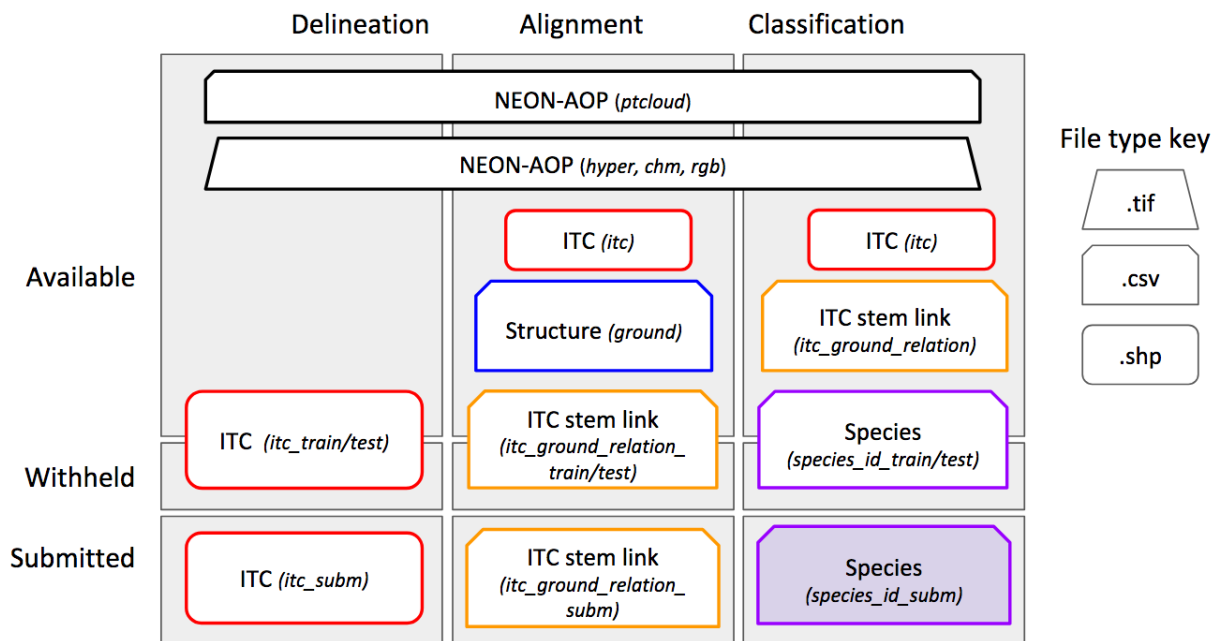 Delineation Alignment Classification
NEON-AOP (ptcloud)
NEON-AOP (hyper, chm, rgb)
File type key
.tif
.csv
.shp
Available
ITC (itc)
ITC (itc)
Structure (ground)
ITC stem link
(itc_ground_relation)
ITC (itc_train/test)
ITC stem link
(itc_ground_relation_
train/test)
Species
(species_id_train/test)
Withheld
Submitted
ITC (itc_subm)
ITC stem link
(itc_ground_relation_
subm)
Species
(species_id_subm)